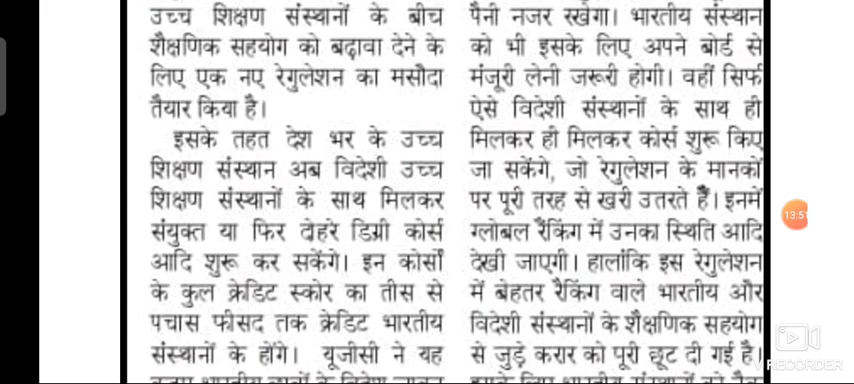 उच्च शिक्षण संस्थानों के बीच
शैक्षणिक सहयोग को बढ़ावा देने के
लिए एक नए रेगुलेशन का मसौदा
तैयार किया है।
इसके तहत देश भर के उच्च
शिक्षण संस्थान अब विदेशी उच्च
शिक्षण संस्थानों के साथ मिलकर
संयुक्त या फिर दोहरे डिग्री कोर्स
आदि शुरू कर सकेंगे। इन कोर्सों
के कुल क्रेडिट स्कोर का तीस से
पचास फीसद तक क्रेडिट भारतीय
संस्थानों के होंगे। यूजीसी ने यह
पैनी नजर रखेगा। भारतीय संस्थान
को भी इसके लिए अपने बोर्ड से
मंजूरी लेनी जरूरी होगी। वहीं सिर्फ
ऐसे विदेशी संस्थानों के साथ ही
मिलकर ही मिलकर कोर्स शुरू किए
जा सकेंगे, जो रेगुलेशन के मानकों
पर पूरी तरह से खरी उतरते हैं। इनमें
ग्लोबल रैंकिंग में उनका स्थिति आदि
देखी जाएगी। हालांकि इस रेगुलेशन
में बेहतर रैकिंग वाले भारतीय और
विदेशी संस्थानों के शैक्षणिक सहयोग
से जुड़े करार को पूरी छूट दी गई है।
13:51
V RECORDER